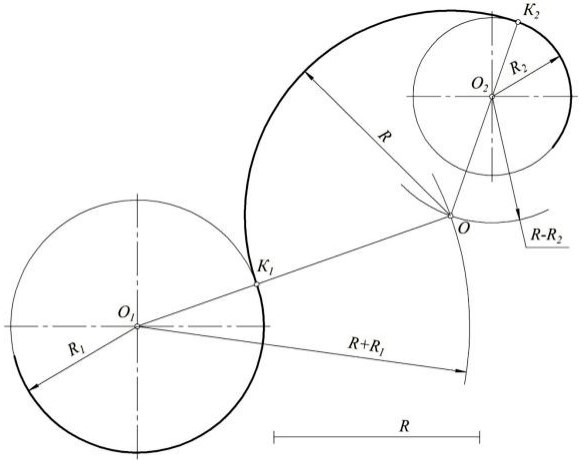 K₂
R₂
O₂
R
R-R₂
O
K₁
O₁
R₁
R+R₁
R